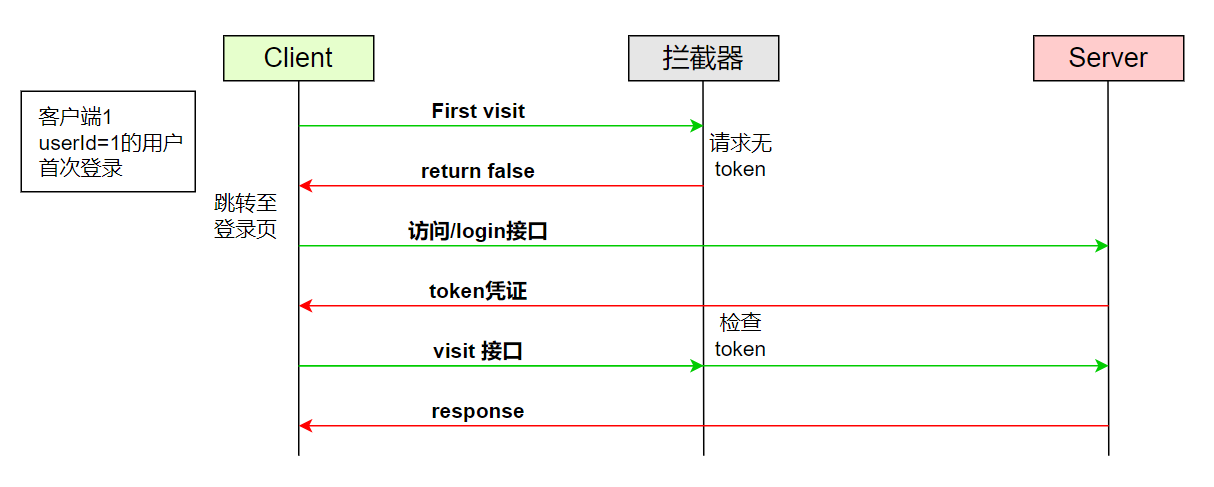 Client
拦截器
Server
客户端1
userId=1的用户
首次登录
First visit
请求无
token
return false
跳转至
登录页
访问/login接口
token凭证
检查
token
visit 接口
response